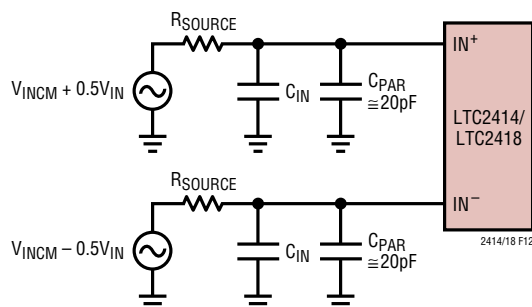 RSOURCE
IN+
VINCM + 0.5VIN
CIN
CPAR
≅20pF
LTC2414/
LTC2418
RSOURCE
IN−
VINCM − 0.5VIN
CIN
CPAR
≅20pF
2414/18 F12